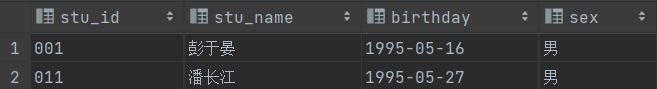 stu_id stu_name birthday sex
1 001 彭于晏 1995-05-16 男
2 011 潘长江 1995-05-27 男